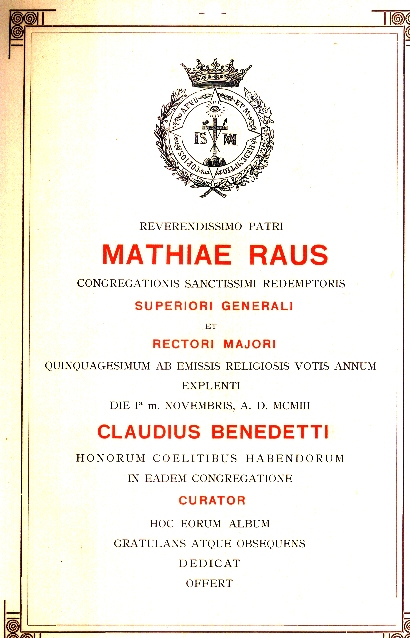 IS M
REVERENDISSIMO PATRI
MATHIAE RAUS
CONGREGATIONIS SANCTISSIMI REDEMPTORIS
SUPERIORI GENERALI
ET
RECTORI MAJORI
QUINQUAGESIMUM AB EMISSIS RELIGIOSIS VOTIS ANNUM
EXPLENTI
DIE Iª m. NOVEMBRIS, A. D. MCMIII
CLAUDIUS BENEDETTI
HONORUM COELITIBUS HABENDORUM
IN EADEM CONGREGATIONE
CURATOR
HOC EORUM ALBUM
GRATULANS ATQUE OBSEQUENS
DEDICAT
OFFERT